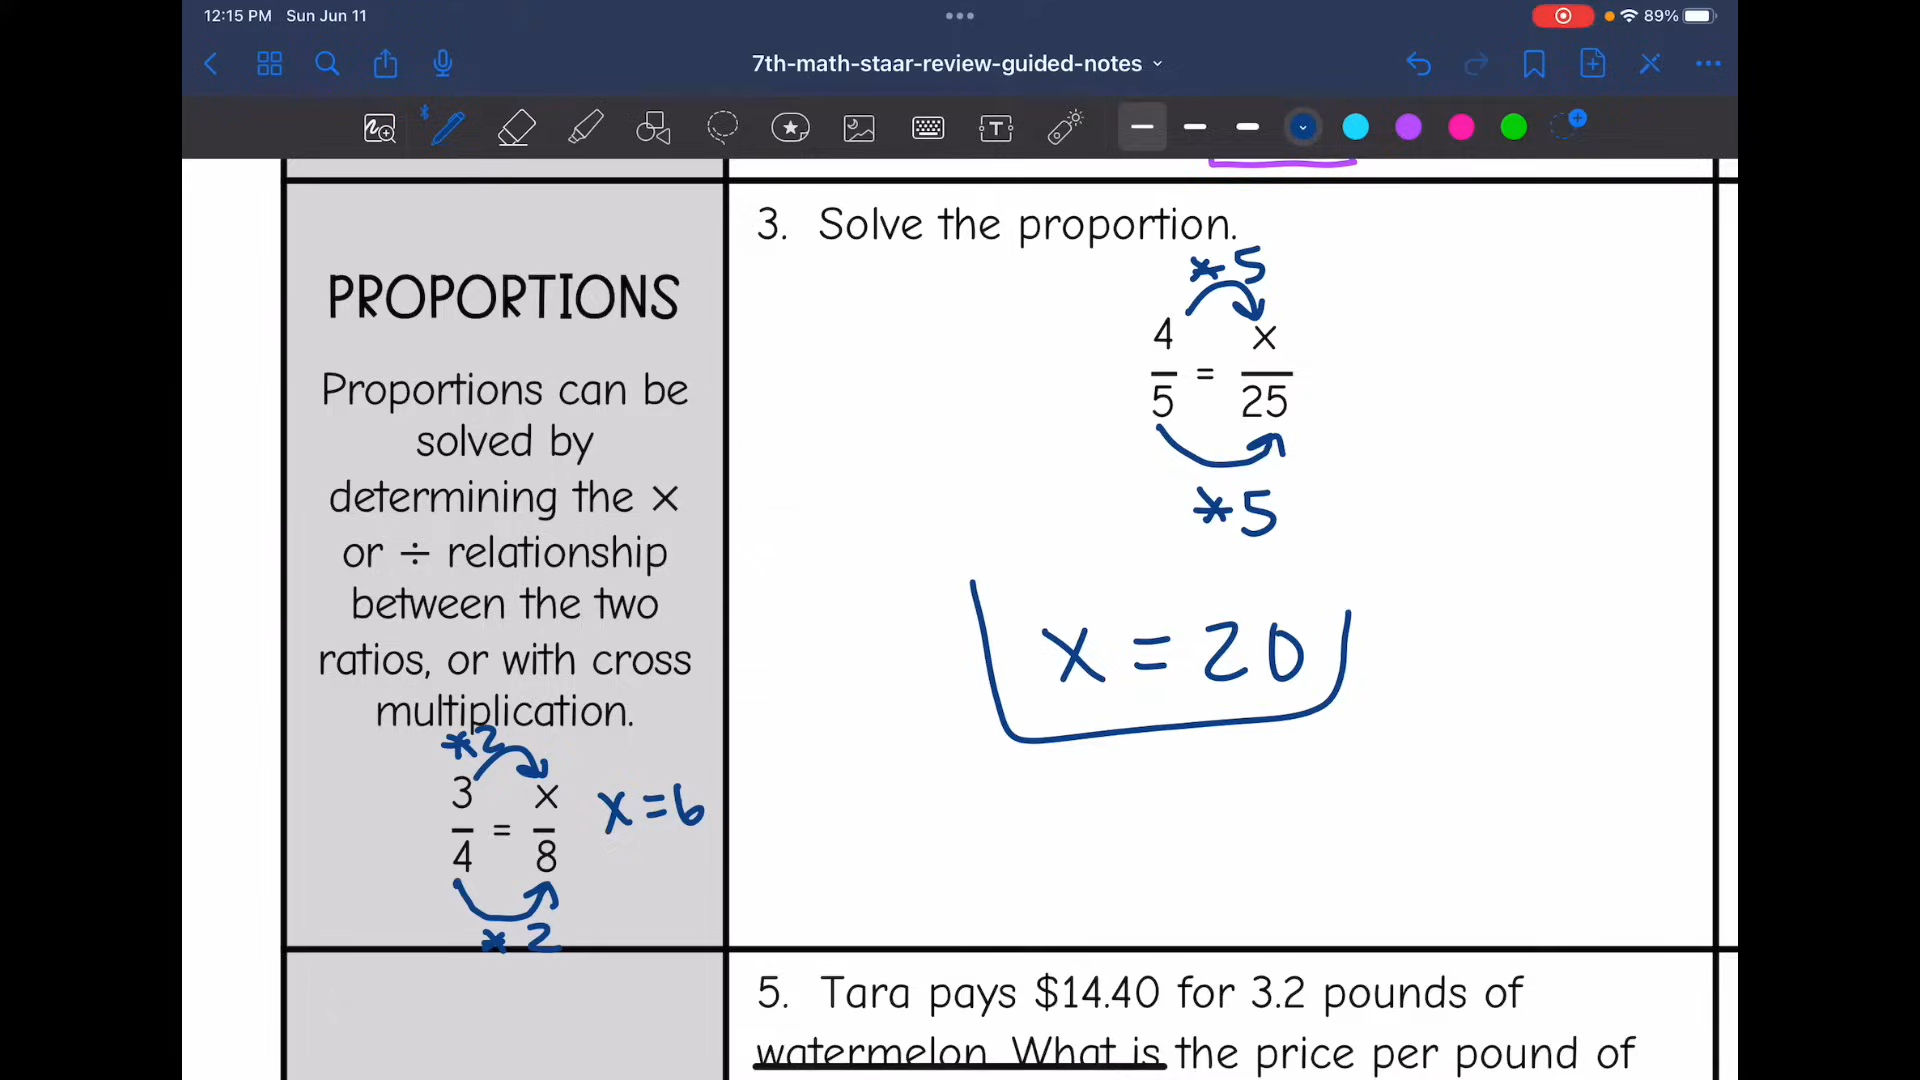 12:15 PM Sun Jun 11
89%
7th-math-staar-review-guided-notes
T
PROPORTIONS
Proportions can be
solved by
determining the ×
or ÷ relationship
between the two
ratios, or with cross
multiplication.
*2
3/4 = x/8
x = 6
*2
3. Solve the proportion.
*5
4/5 = x/25
*5
x = 20
5. Tara pays $14.40 for 3.2 pounds of
watermelon. What is the price per pound of